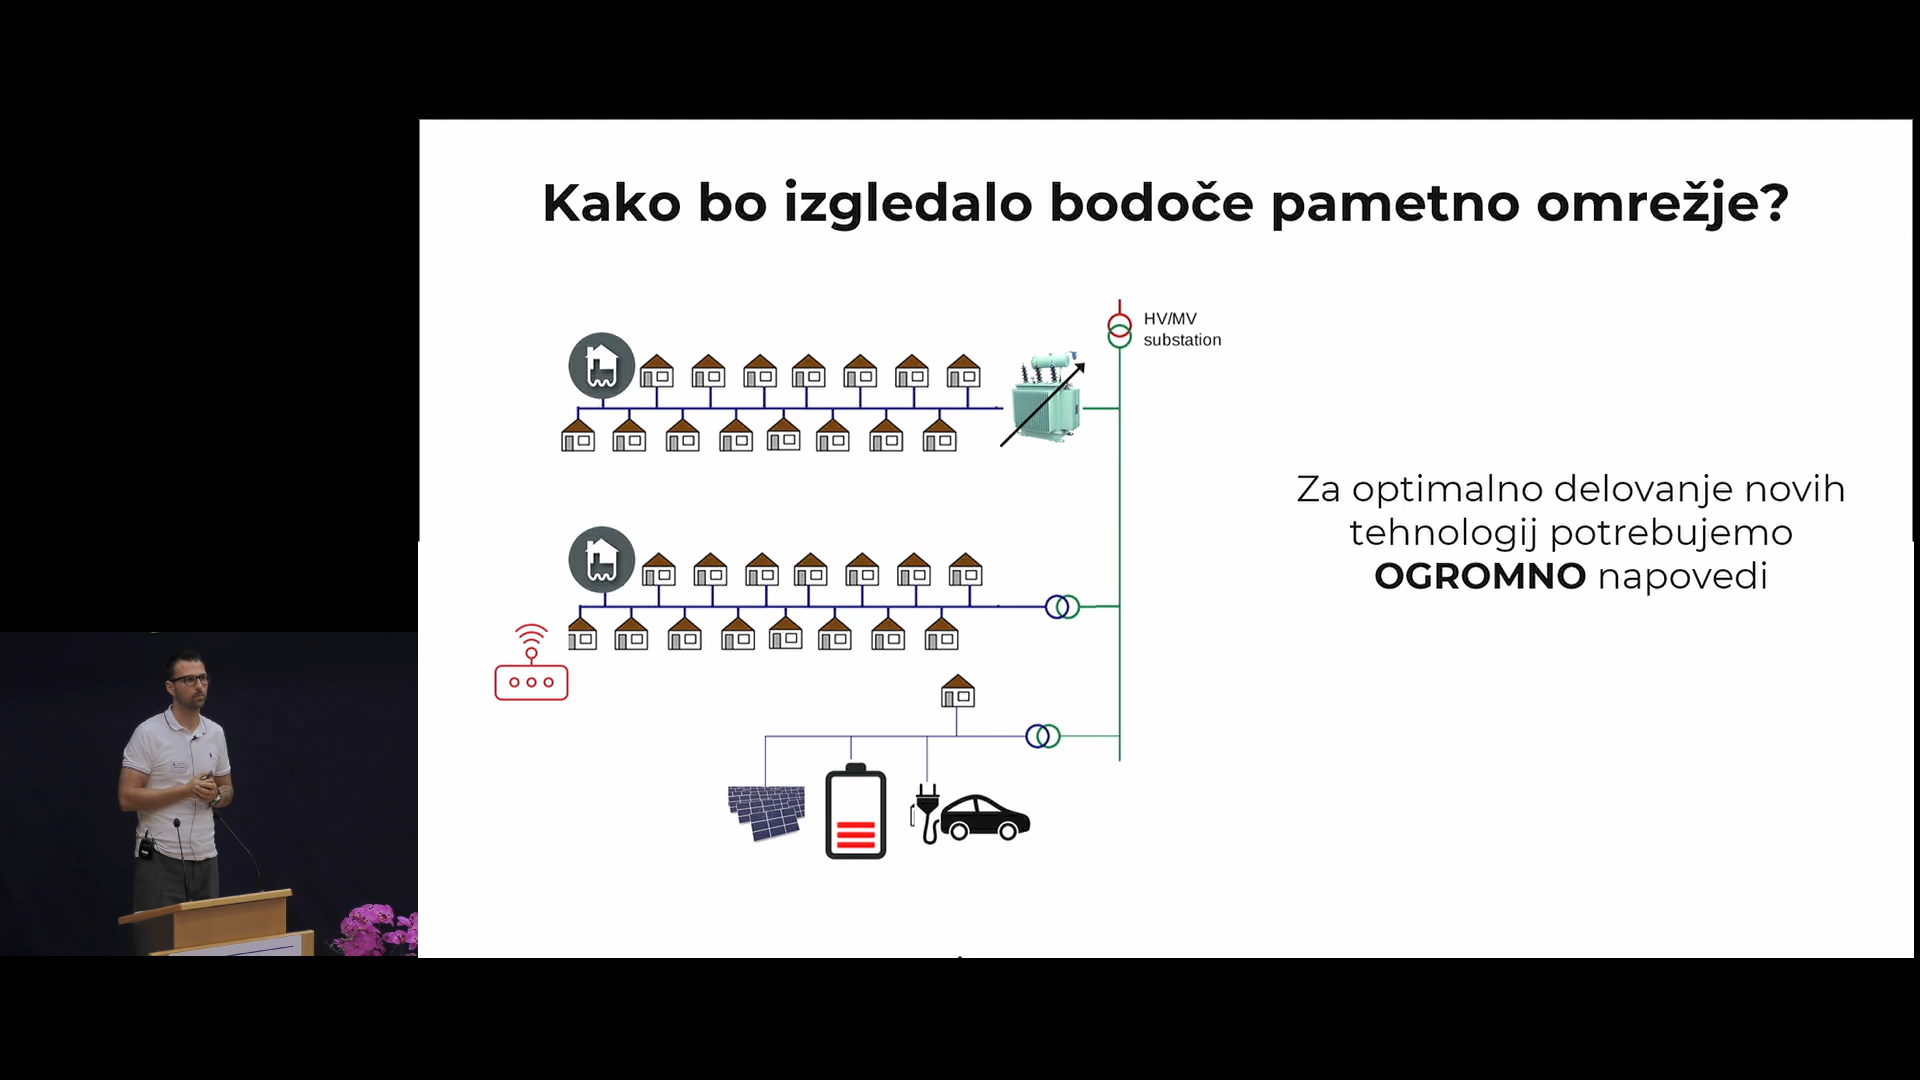 Kako bo izgledalo bodoče pametno omrežje?
HV/MV
substation
Za optimalno delovanje novih
tehnologij potrebujemo
OGROMNO napovedi